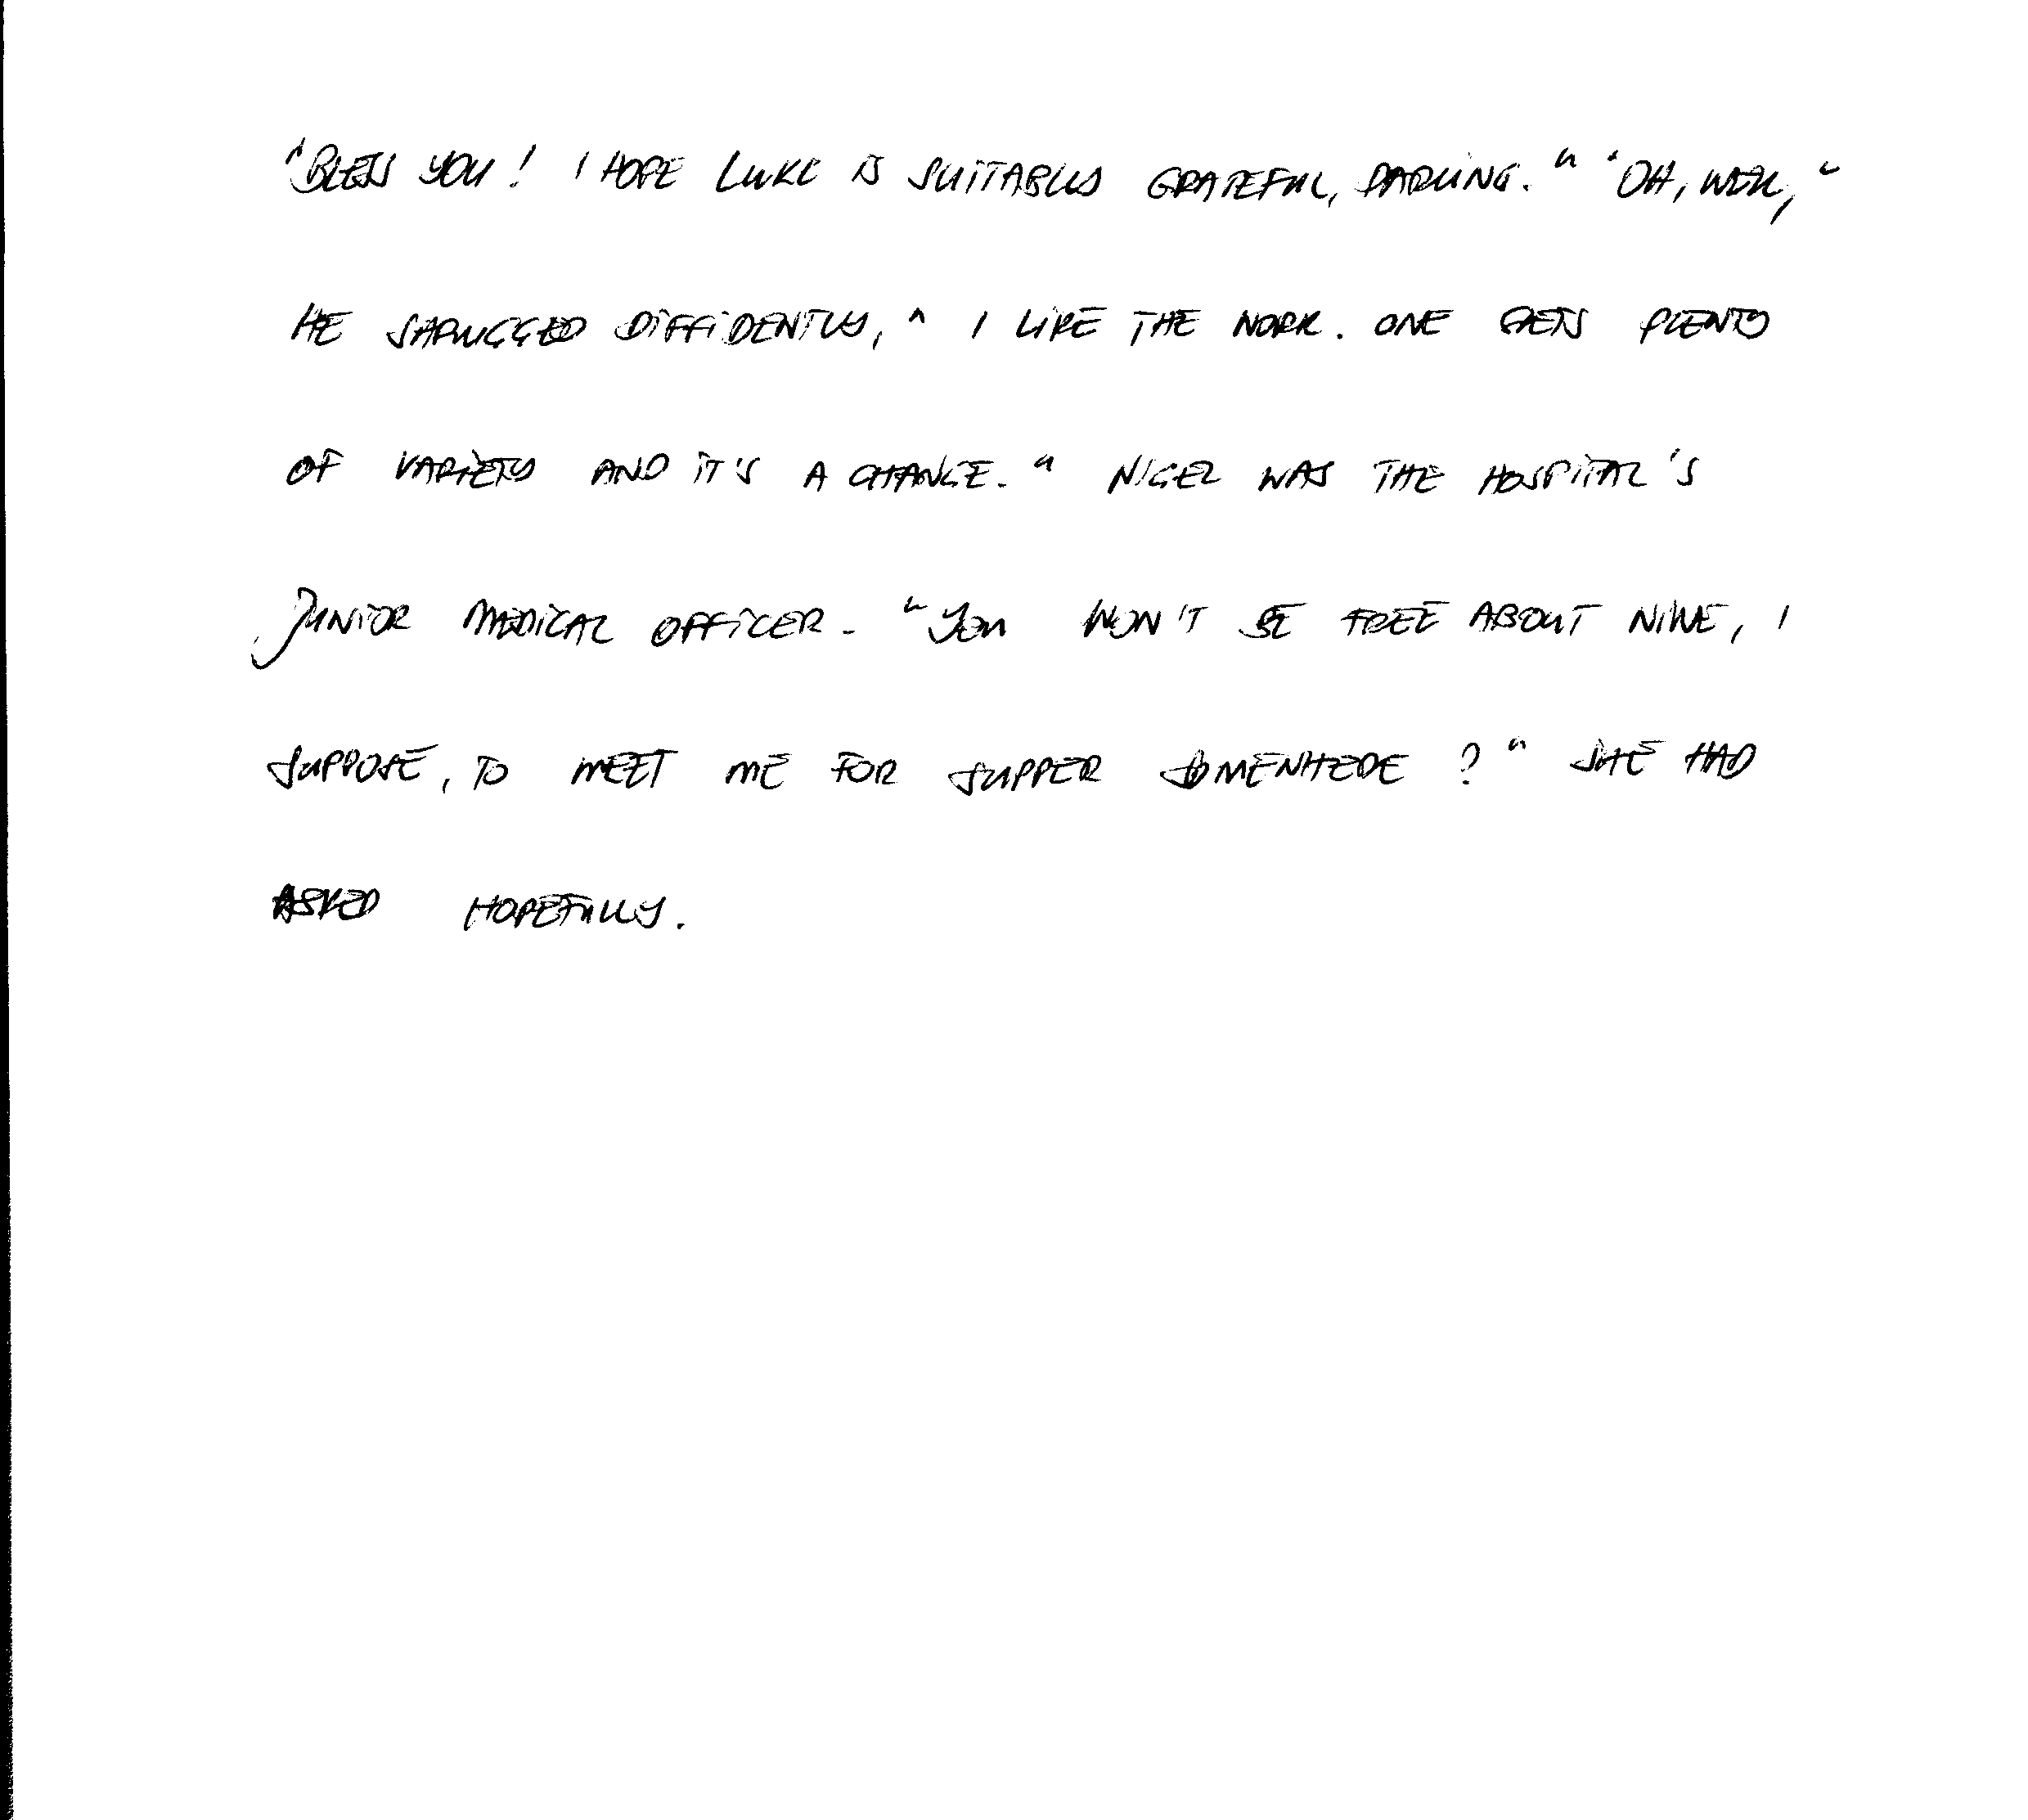 "BLESS YOU! I HOPE LUKE IS SUITABLY GRATEFUL, DARLING." "OH, WELL,"
HE SHRUGGED DIFFIDENTLY, "I LIKE THE WORK. ONE GETS PLENTY
OF VARIETY AND IT'S A CHANGE." NIGEL WAS THE HOSPITAL'S
JUNIOR MEDICAL OFFICER. "YOU WON'T BE FREE ABOUT NINE, I
SUPPOSE, TO MEET ME FOR SUPPER SOMEWHERE?" SHE HAD
ASKED HOPEFULLY.